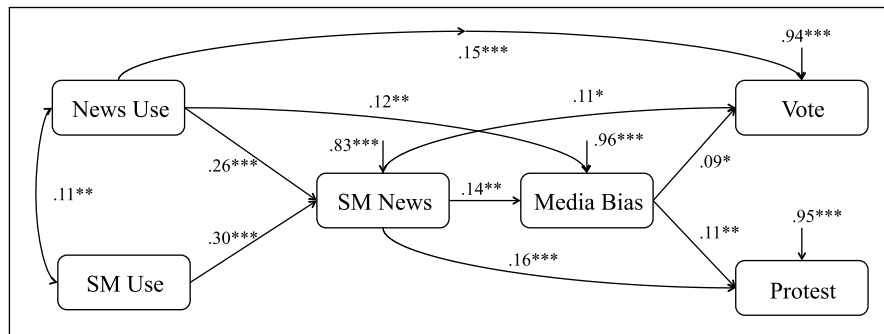 .94***
.15***
News Use
.12**
.11*
Vote
.83***
.96***
.26***
.09*
.11**
SM News
.14**
Media Bias
.30***
.11**
.95***
.16***
SM Use
Protest